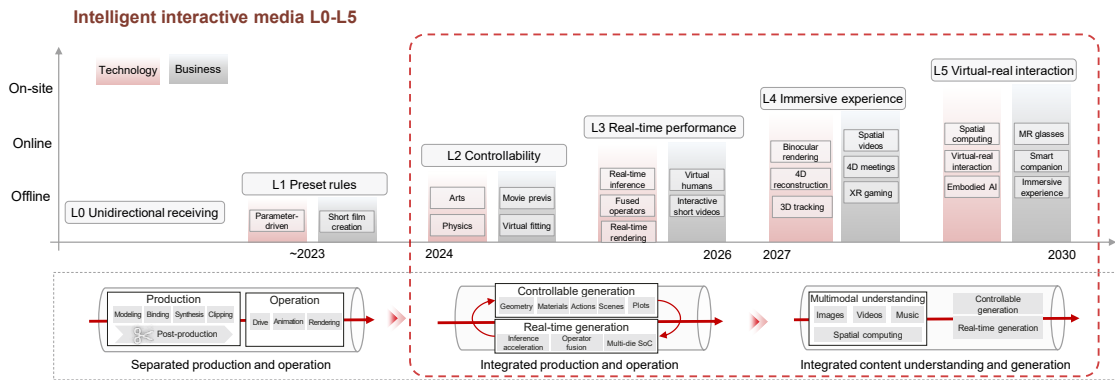 Intelligent interactive media L0-L5
Technology
Business
On-site
Online
Offline
L0 Unidirectional receiving
L1 Preset rules
Parameter-
driven
Short film
creation
L2 Controllability
Arts
Physics
Movie previs
Virtual fitting
L3 Real-time performance
Real-time
inference
Fused
operators
Real-time
rendering
Virtual
humans
Interactive
short videos
L4 Immersive experience
Binocular
rendering
4D
reconstruction
3D tracking
Spatial
videos
4D meetings
XR gaming
L5 Virtual-real interaction
Spatial
computing
Virtual-real
interaction
Embodied AI
MR glasses
Smart
companion
Immersive
experience
~2023
2024
2026
2027
2030
Production
Modeling
Binding
Synthesis
Clipping
Post-production
Operation
Drive
Animation
Rendering
Separated production and operation
Controllable generation
Geometry
Materials
Actions
Scenes
Plots
Real-time generation
Inference
acceleration
Operator
fusion
Multi-die SoC
Integrated production and operation
Multimodal understanding
Images
Videos
Music
Spatial computing
Controllable
generation
Real-time generation
Integrated content understanding and generation